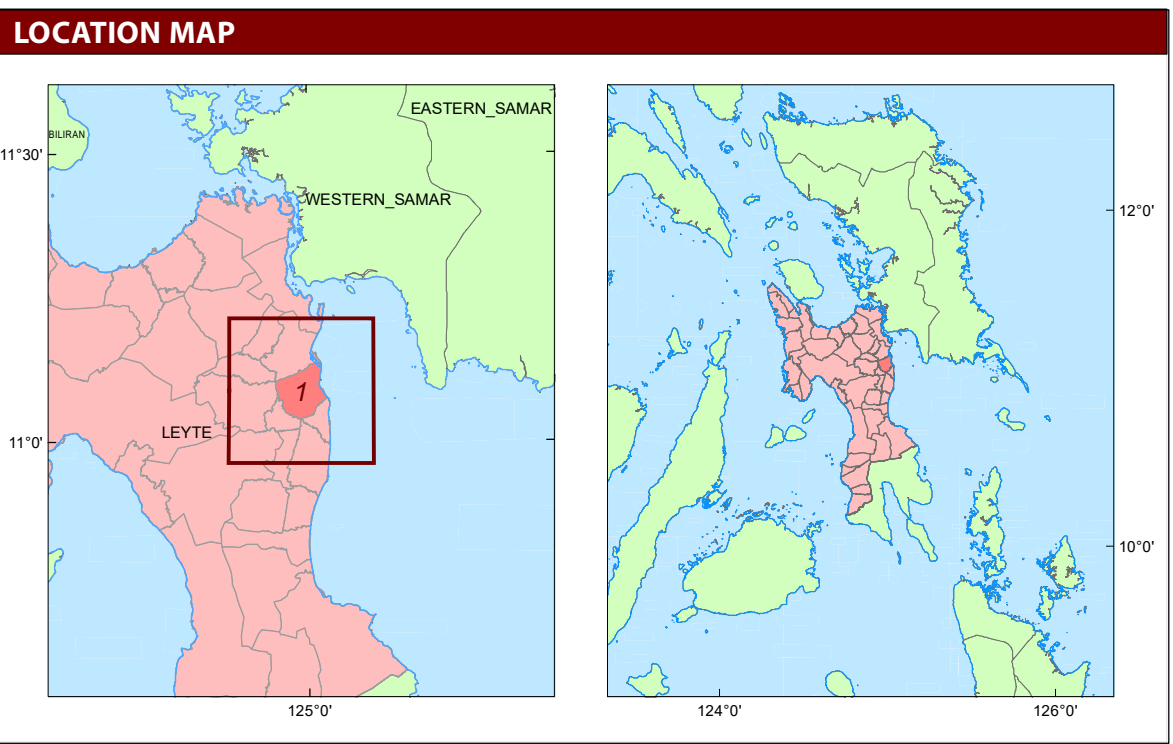 LOCATION MAP
EASTERN_SAMAR
BILIRAN
11°30'
WESTERN_SAMAR
12°0'
1
LEYTE
11°0'
10°0'
125°0'
124°0'
126°0'